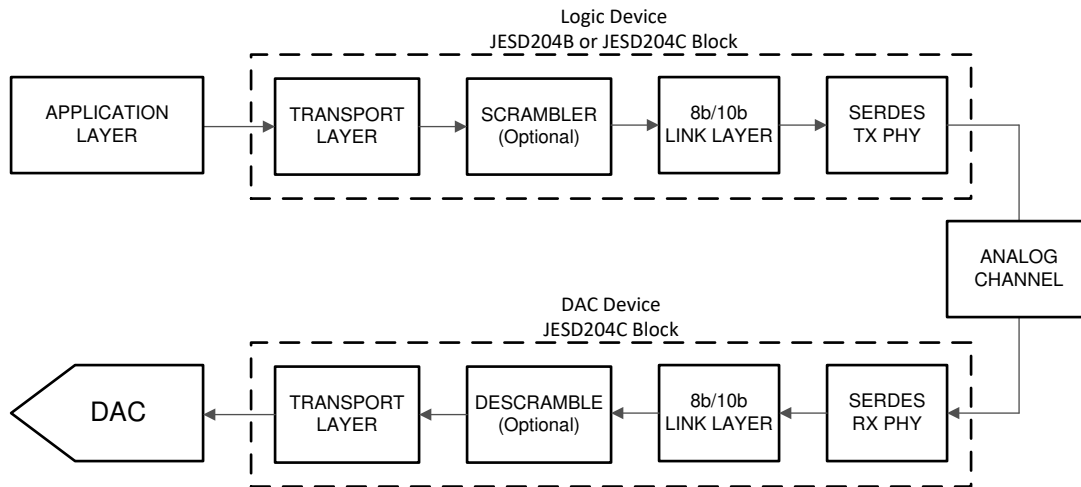 Logic Device
JESD204B or JESD204C Block
APPLICATION
LAYER
TRANSPORT
LAYER
SCRAMBLER
(Optional)
8b/10b
LINK LAYER
SERDES
TX PHY
ANALOG
CHANNEL
DAC Device
JESD204C Block
DAC
TRANSPORT
LAYER
DESCRAMBLE
(Optional)
8b/10b
LINK LAYER
SERDES
RX PHY